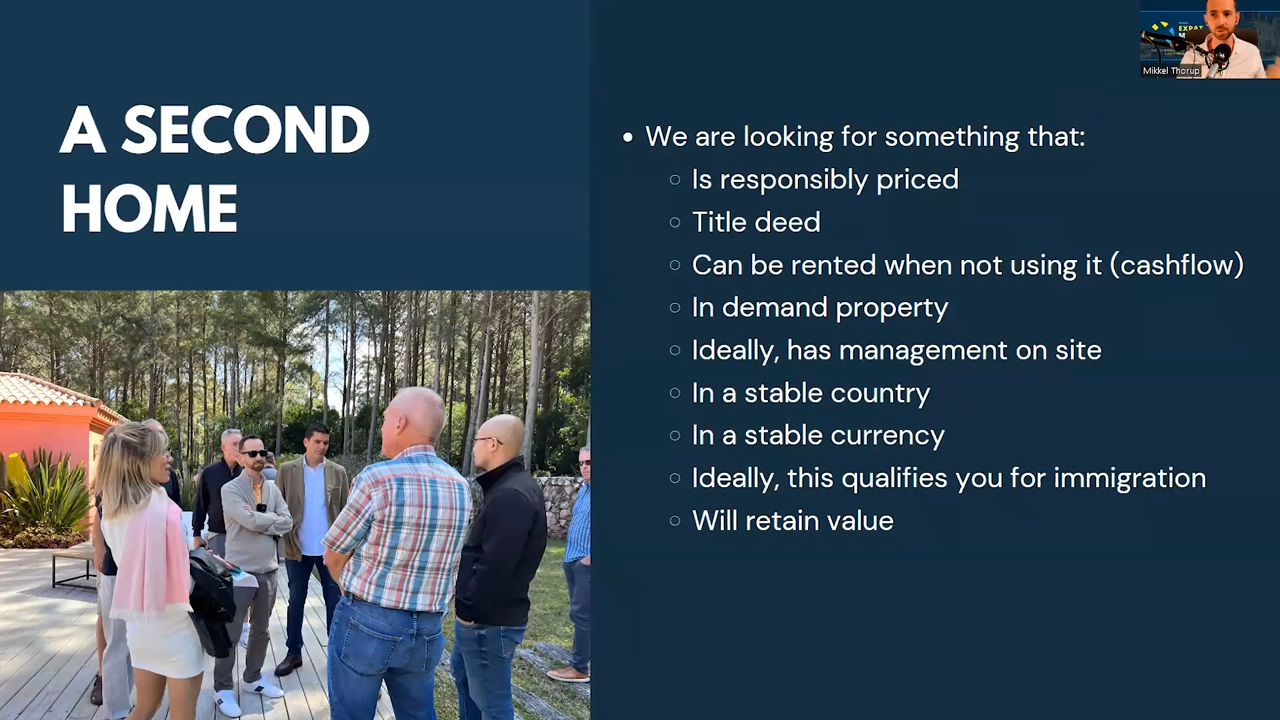 A SECOND
HOME
We are looking for something that:
Is responsibly priced
Title deed
Can be rented when not using it (cashflow)
In demand property
Ideally, has management on site
In a stable country
In a stable currency
Ideally, this qualifies you for immigration
Will retain value
EXPAT
Mikkel Thorup